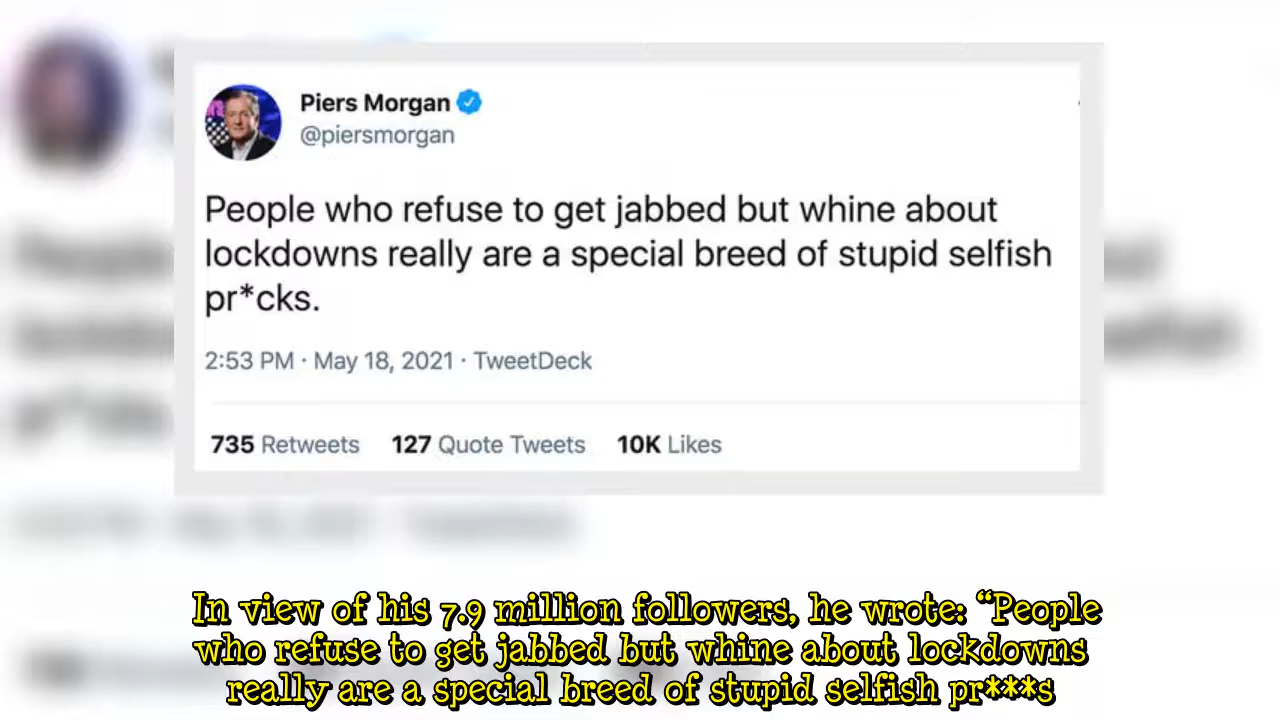 Piers Morgan
@piersmorgan
People who refuse to get jabbed but whine about
lockdowns really are a special breed of stupid selfish
pr*cks.
2:53 PM · May 18, 2021 · TweetDeck
735 Retweets 127 Quote Tweets 10K Likes
In view of his 7.9 million followers, he wrote: “People
who refuse to get jabbed but whine about lockdowns
really are a special breed of stupid selfish pr***s